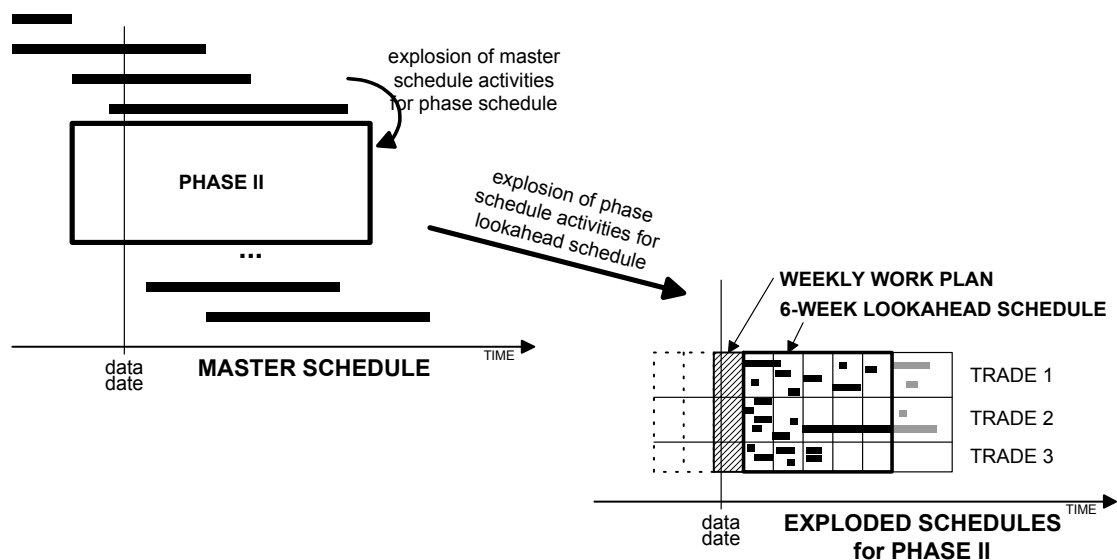 explosion of master
schedule activities
for phase schedule
PHASE II
...
explosion of phase
schedule activities for
lookahead schedule
WEEKLY WORK PLAN
6-WEEK LOOKAHEAD SCHEDULE
TIME
data
date
MASTER SCHEDULE
TRADE 1
TRADE 2
TRADE 3
TIME
data
date
EXPLODED SCHEDULES
for PHASE II